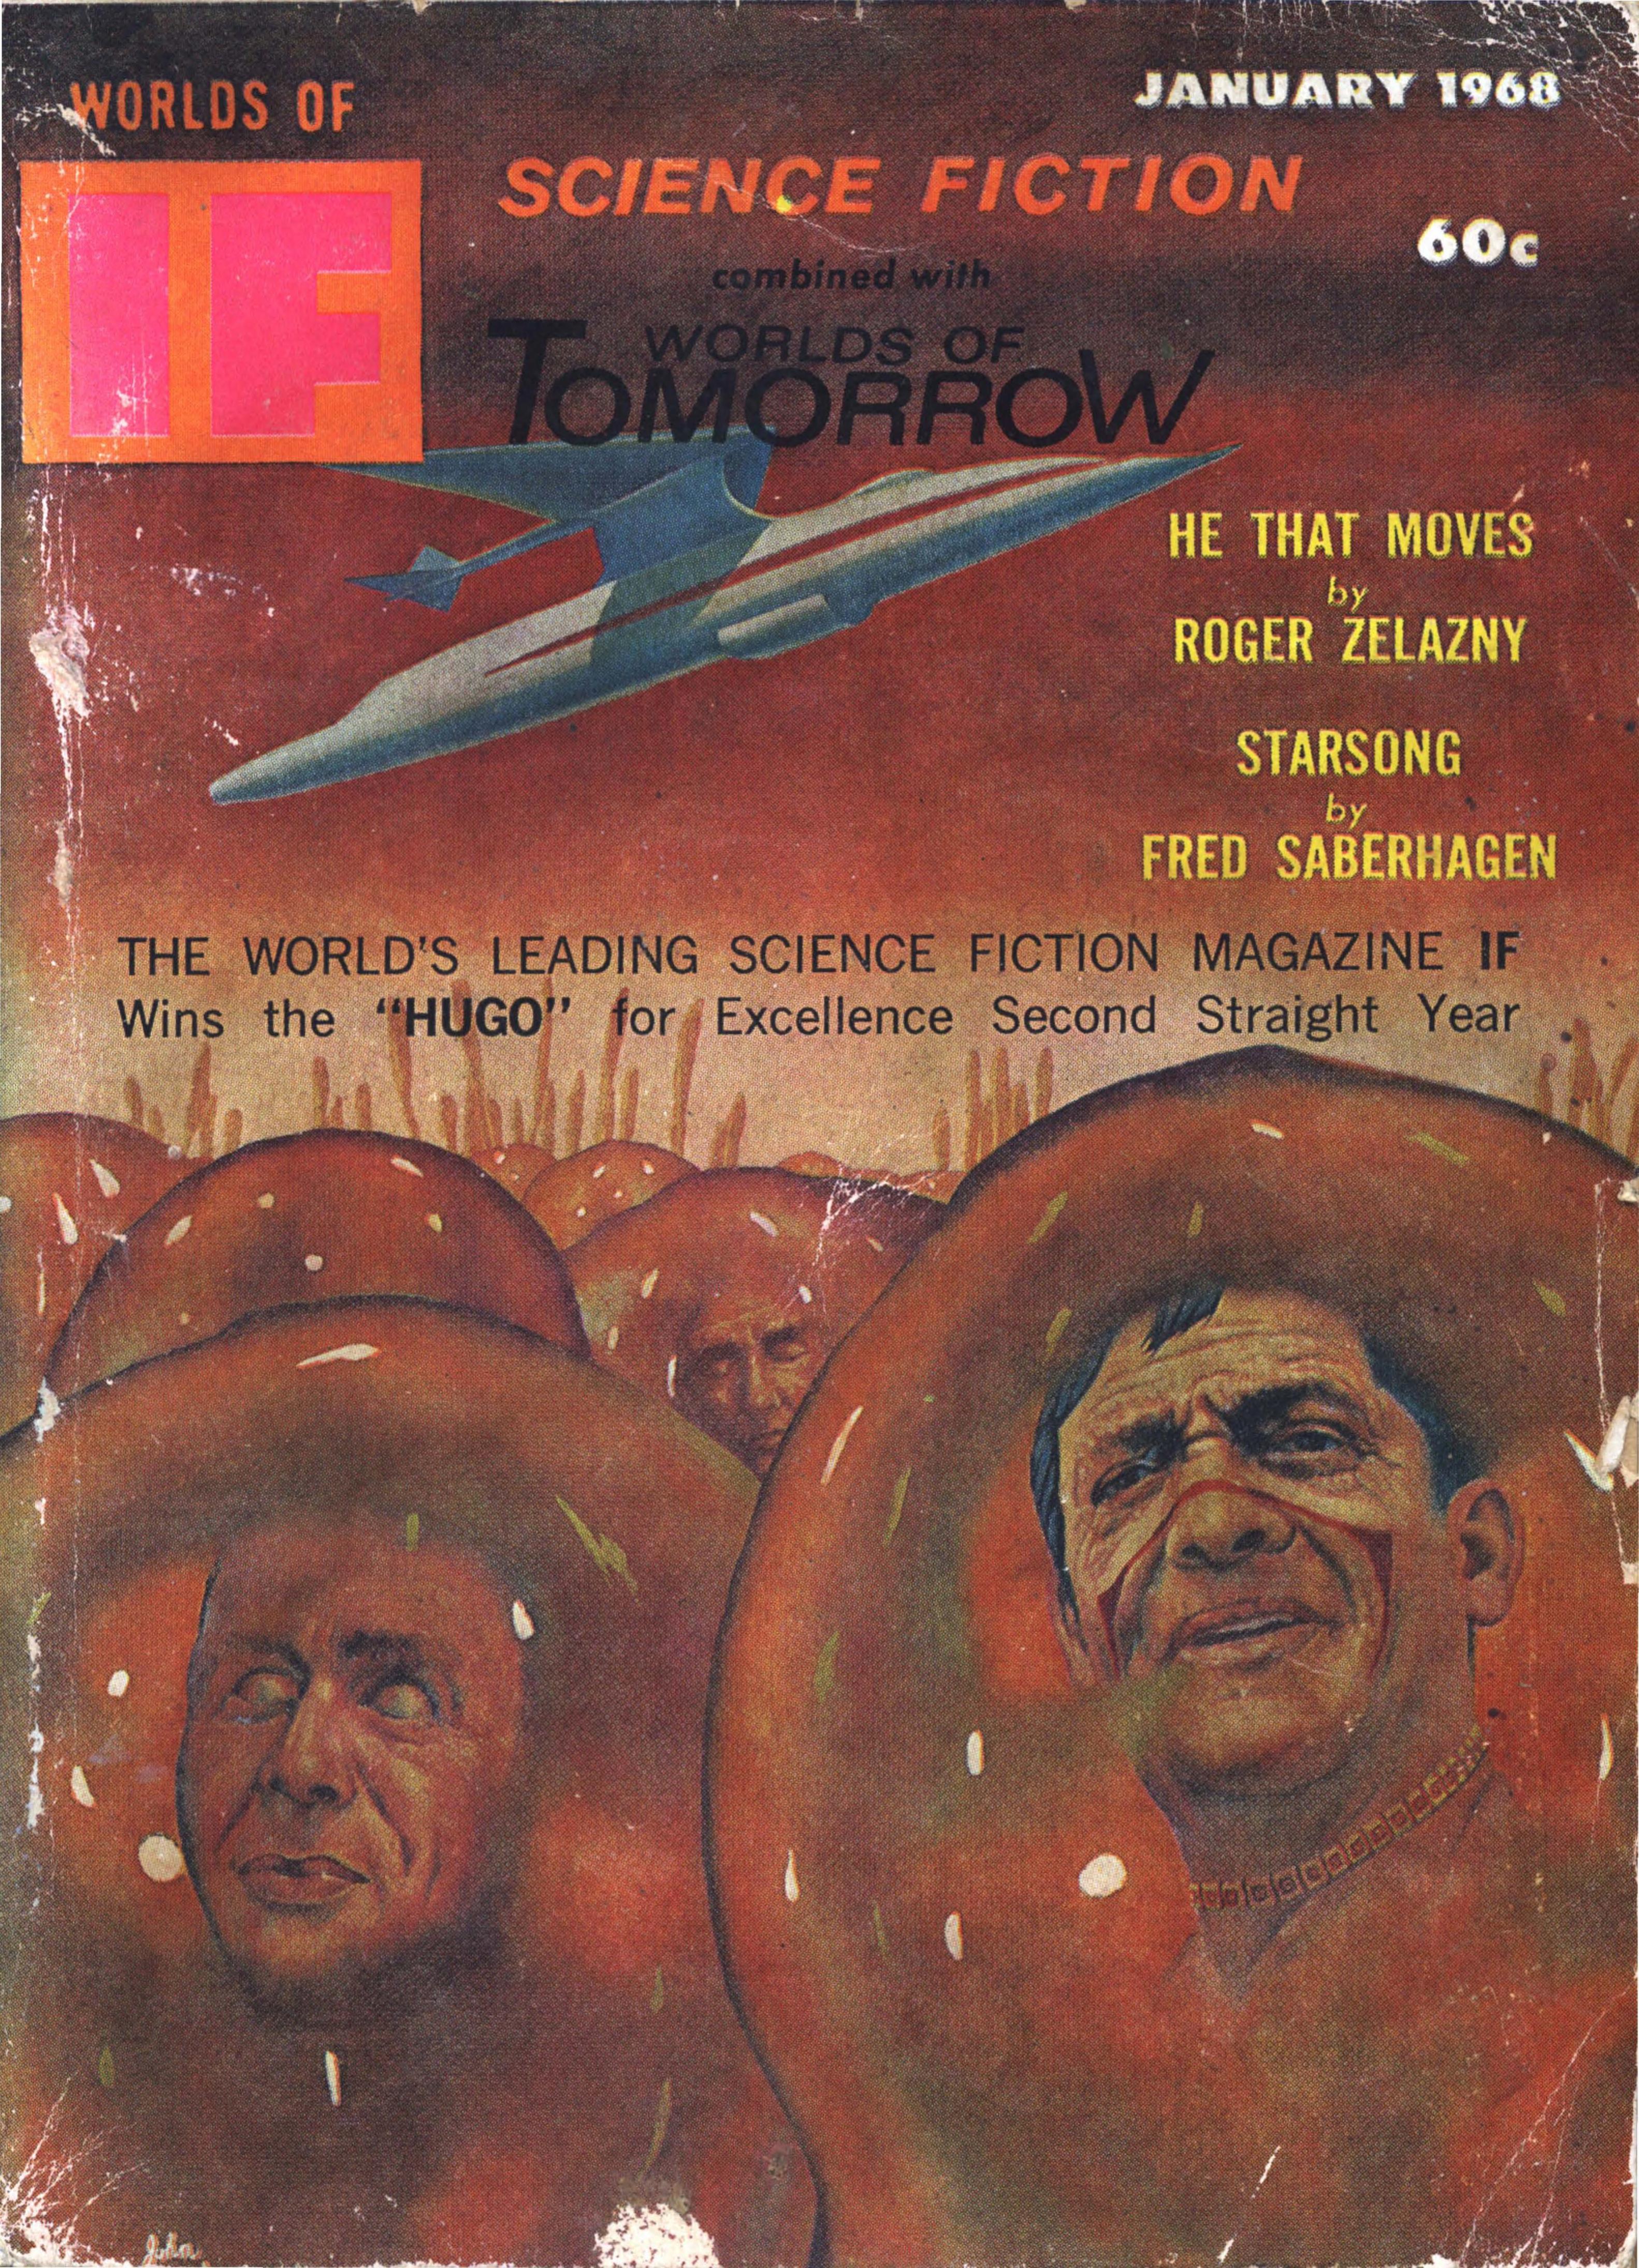 WORLDS OF
IF
JANUARY 1968
SCIENCE FICTION
60c
combined with
WORLDS OF
TOMORROW
HE THAT MOVES
by
ROGER ZELAZNY
STARSONG
by
FRED SABERHAGEN
THE WORLD'S LEADING SCIENCE FICTION MAGAZINE IF
Wins the "HUGO" for Excellence Second Straight Year
John